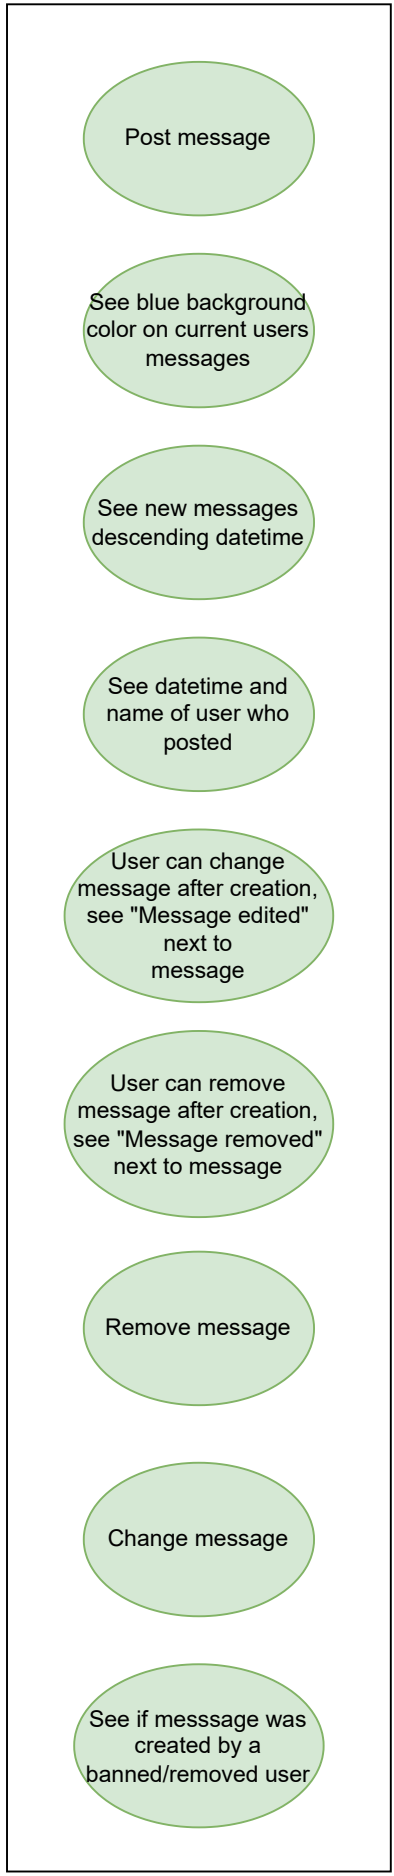 Post message
See blue background
color on current users
messages
See new messages
descending datetime
See datetime and
name of user who
posted
User can change
message after creation,
see "Message edited"
next to
message
User can remove
message after creation,
see "Message removed"
next to message
Remove message
Change message
See if messsage was
created by a
banned/removed user